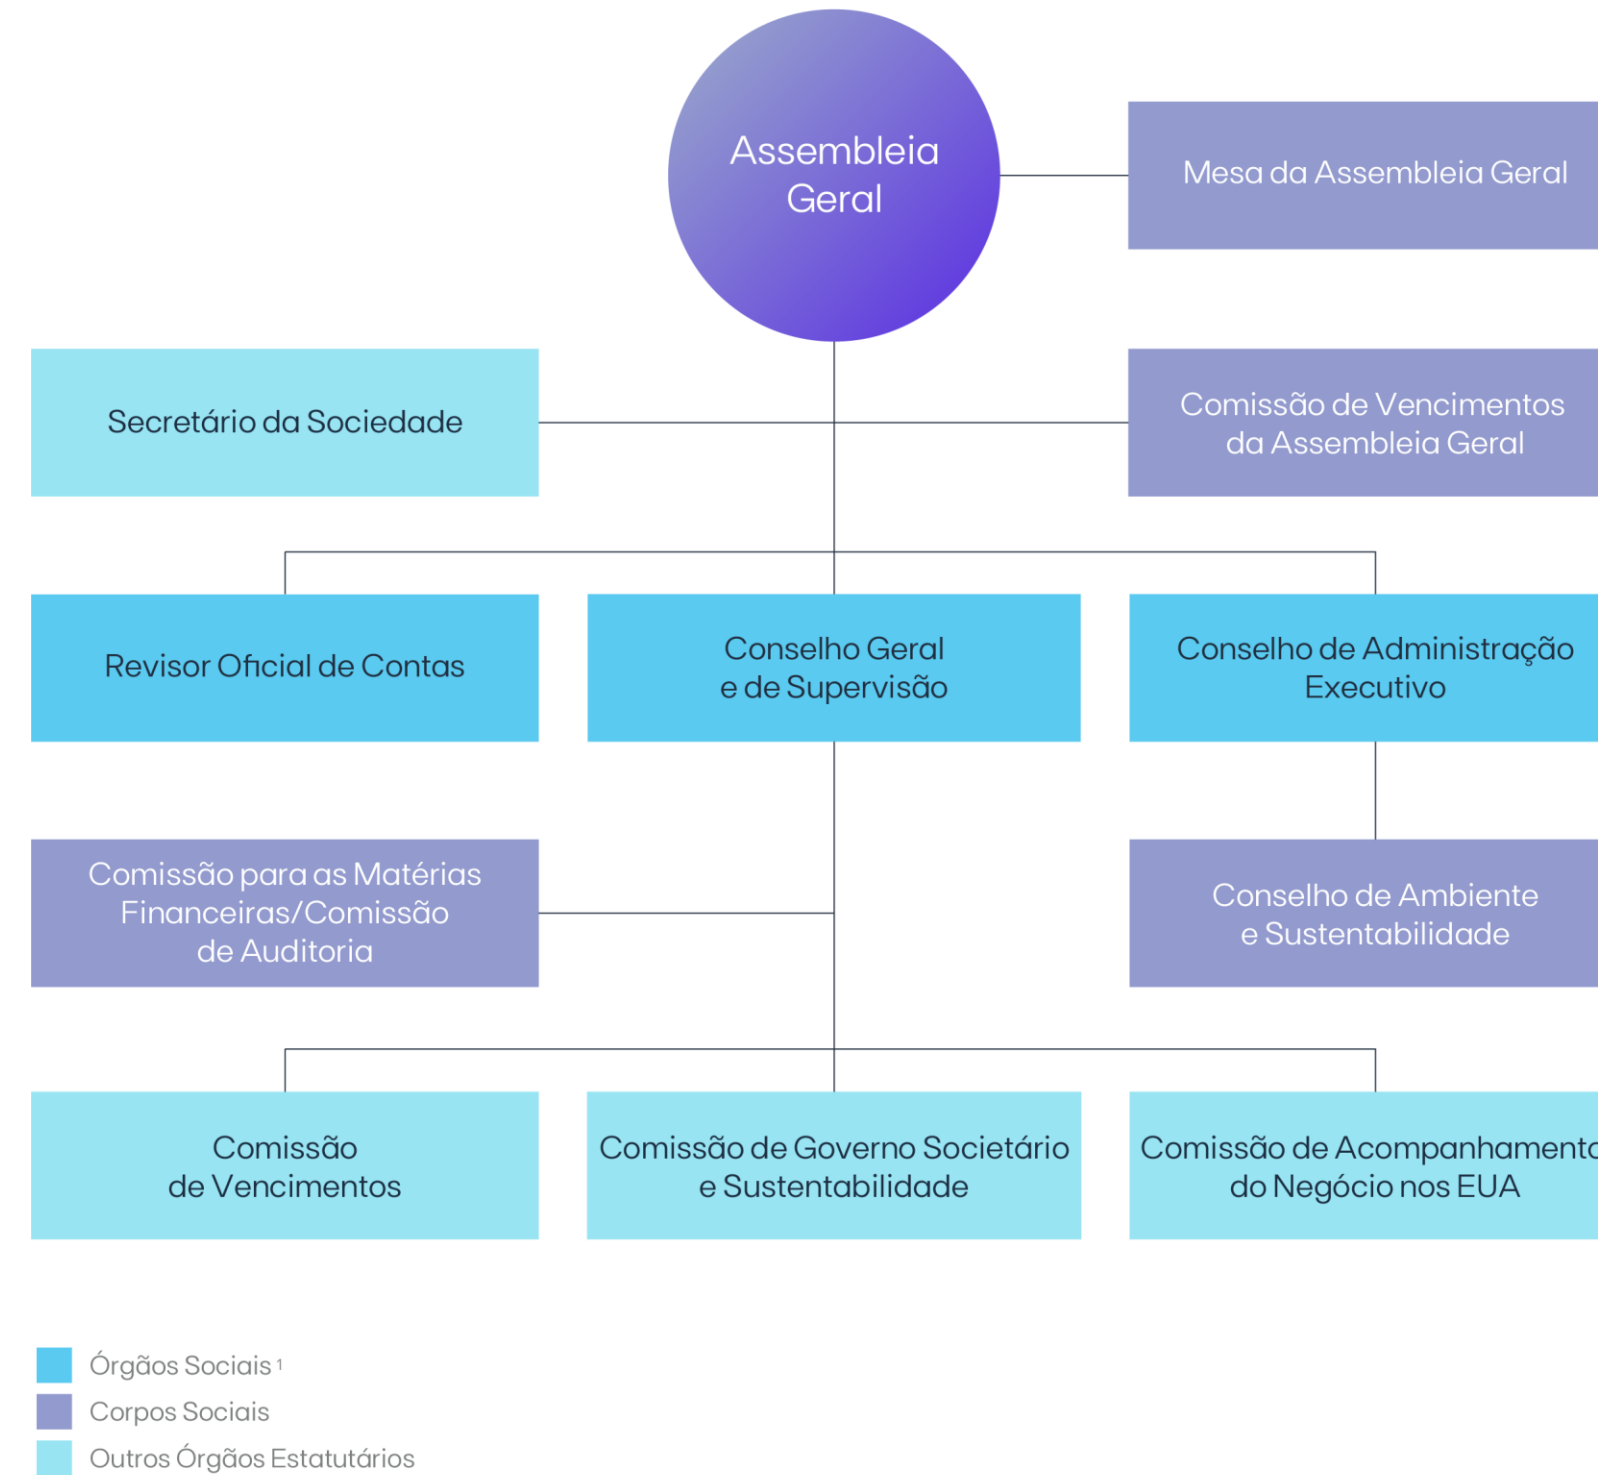 Assembleia
Geral
Mesa da Assembleia Geral
Secretário da Sociedade
Comissão de Vencimentos
da Assembleia Geral
Revisor Oficial de Contas
Conselho Geral
e de Supervisão
Conselho de Administração
Executivo
Comissão para as Matérias
Financeiras/Comissão
de Auditoria
Conselho de Ambiente
e Sustentabilidade
Comissão
de Vencimentos
Comissão de Governo Societário
e Sustentabilidade
Comissão de Acompanhamento
do Negócio nos EUA
Órgãos Sociais ¹
Corpos Sociais
Outros Órgãos Estatutários